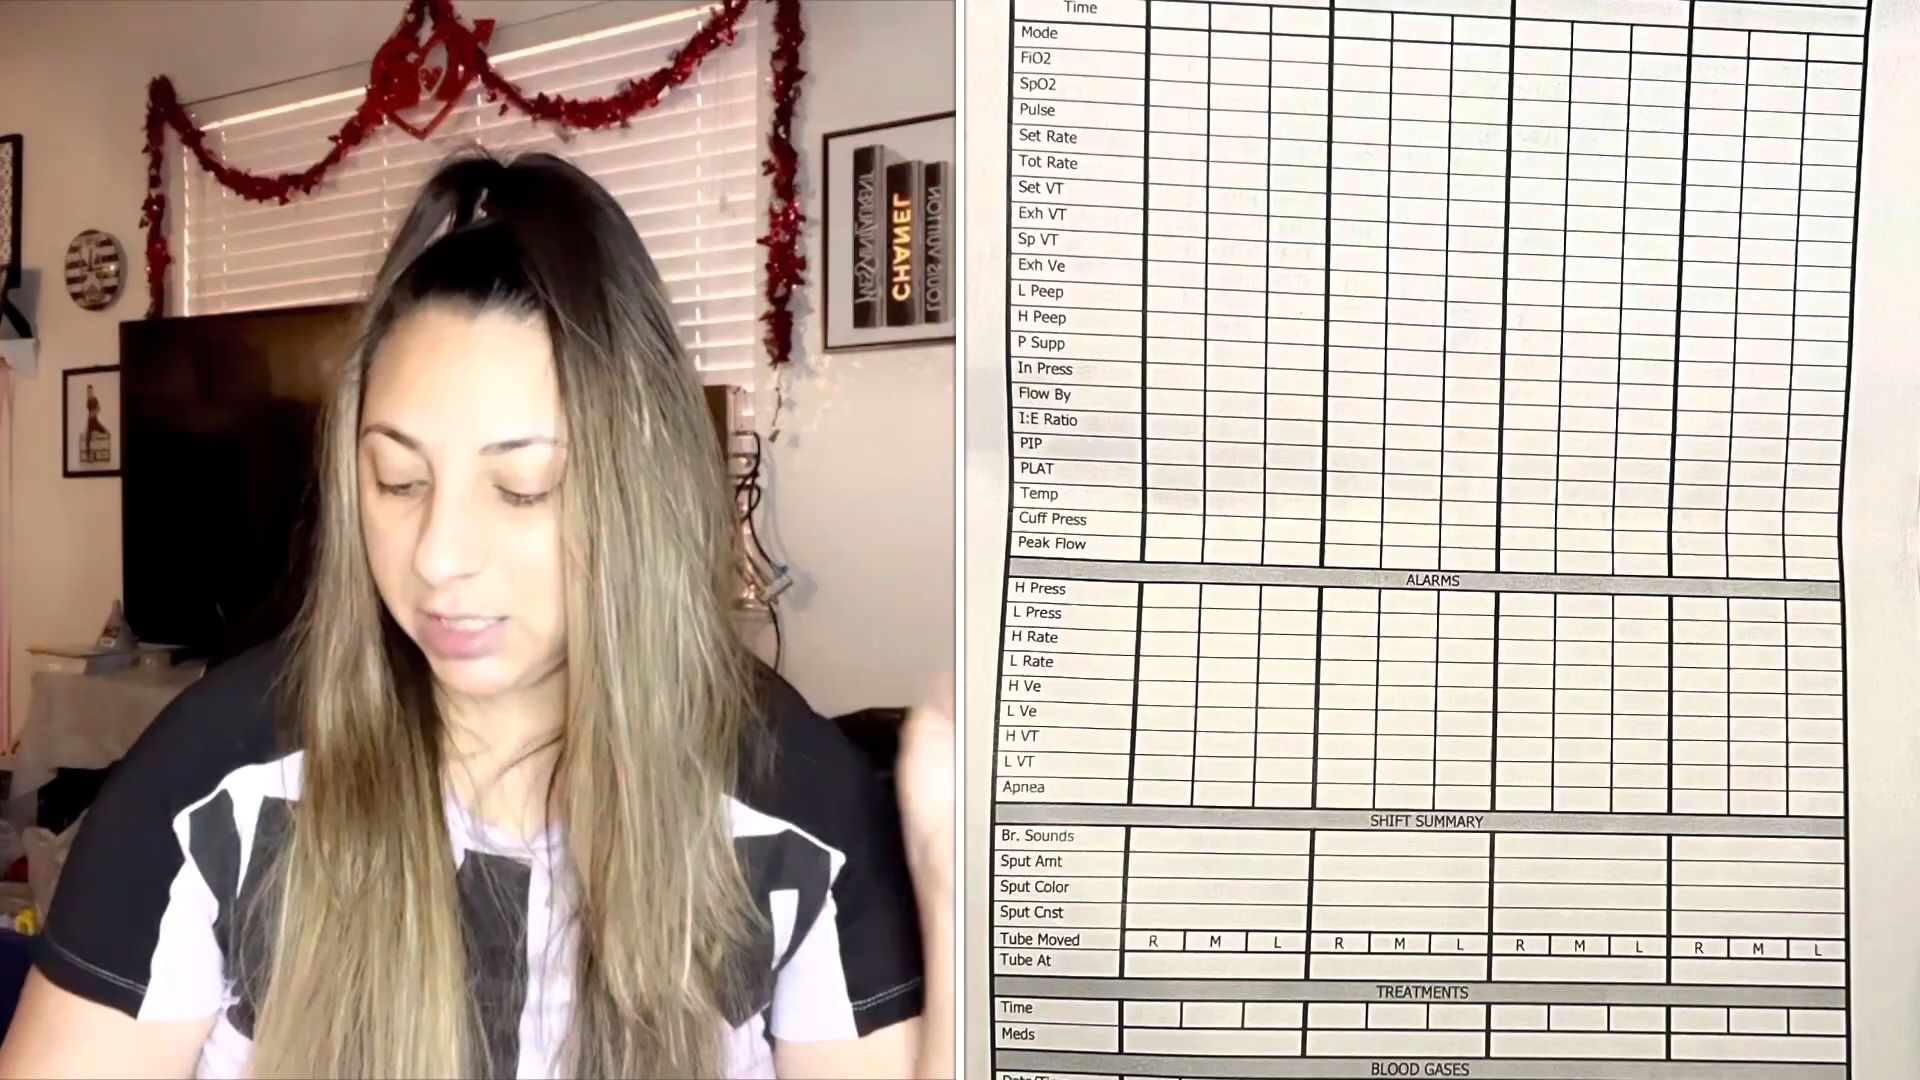 CHANEL
LOUIS VUITTON
Time
Mode
FiO2
SpO2
Pulse
Set Rate
Tot Rate
Set VT
Exh VT
Sp VT
Exh Ve
L Peep
H Peep
P Supp
In Press
Flow By
I:E Ratio
PIP
PLAT
Temp
Cuff Press
Peak Flow
ALARMS
H Press
L Press
H Rate
L Rate
H Ve
L Ve
H VT
L VT
Apnea
SHIFT SUMMARY
Br. Sounds
Sput Amt
Sput Color
Sput Cnst
Tube Moved R M L R M L R M L R M L
Tube At
TREATMENTS
Time
Meds
BLOOD GASES